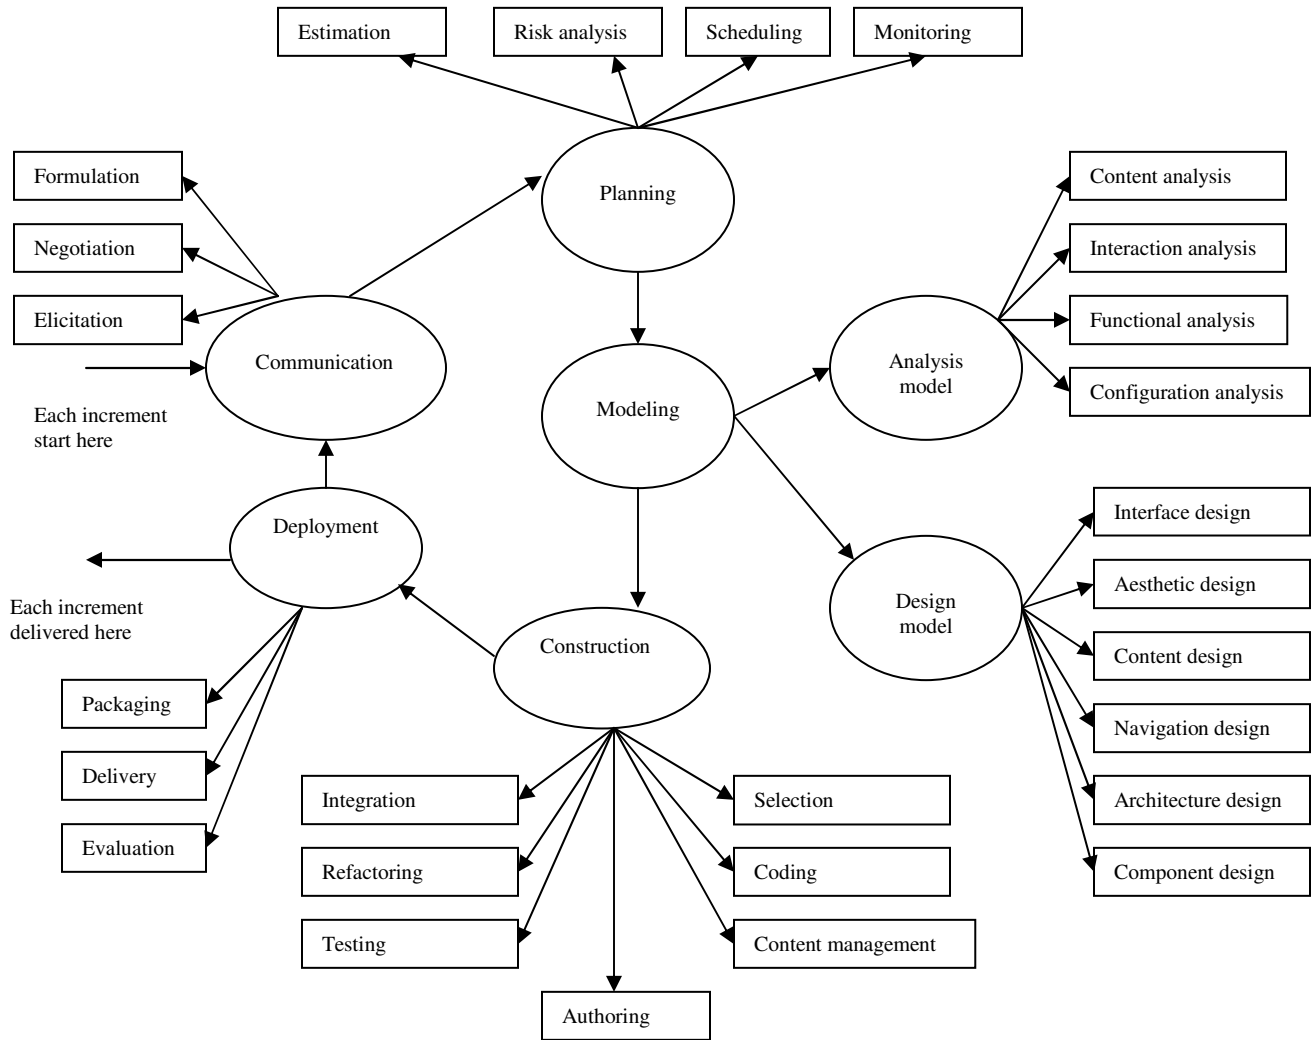 Estimation
Risk analysis
Scheduling
Monitoring
Formulation
Negotiation
Elicitation
Planning
Content analysis
Interaction analysis
Functional analysis
Configuration analysis
Communication
Each increment
start here
Modeling
Analysis
model
Deployment
Each increment
delivered here
Construction
Design
model
Interface design
Aesthetic design
Content design
Navigation design
Architecture design
Component design
Packaging
Delivery
Evaluation
Integration
Refactoring
Testing
Selection
Coding
Content management
Authoring